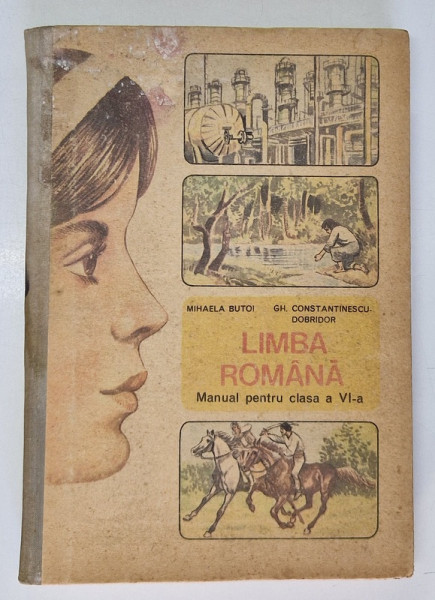 MIHAELA BUTOI GH. CONSTANTINESCU-
DOBRIDOR
LIMBA
ROMÂNĂ
Manual pentru clasa a VI-a